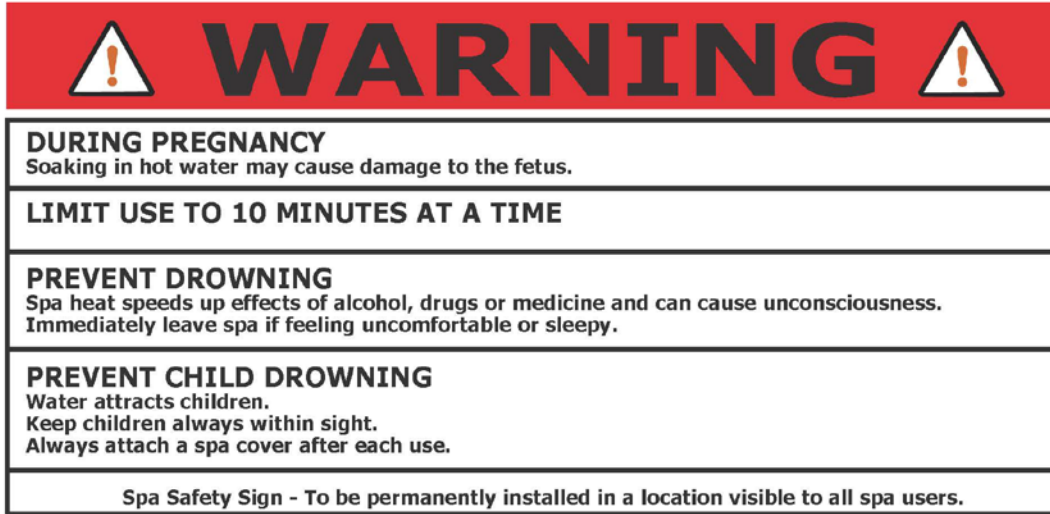 WARNING
DURING PREGNANCY
Soaking in hot water may cause damage to the fetus.
LIMIT USE TO 10 MINUTES AT A TIME
PREVENT DROWNING
Spa heat speeds up effects of alcohol, drugs or medicine and can cause unconsciousness.
Immediately leave spa if feeling uncomfortable or sleepy.
PREVENT CHILD DROWNING
Water attracts children.
Keep children always within sight.
Always attach a spa cover after each use.
Spa Safety Sign - To be permanently installed in a location visible to all spa users.